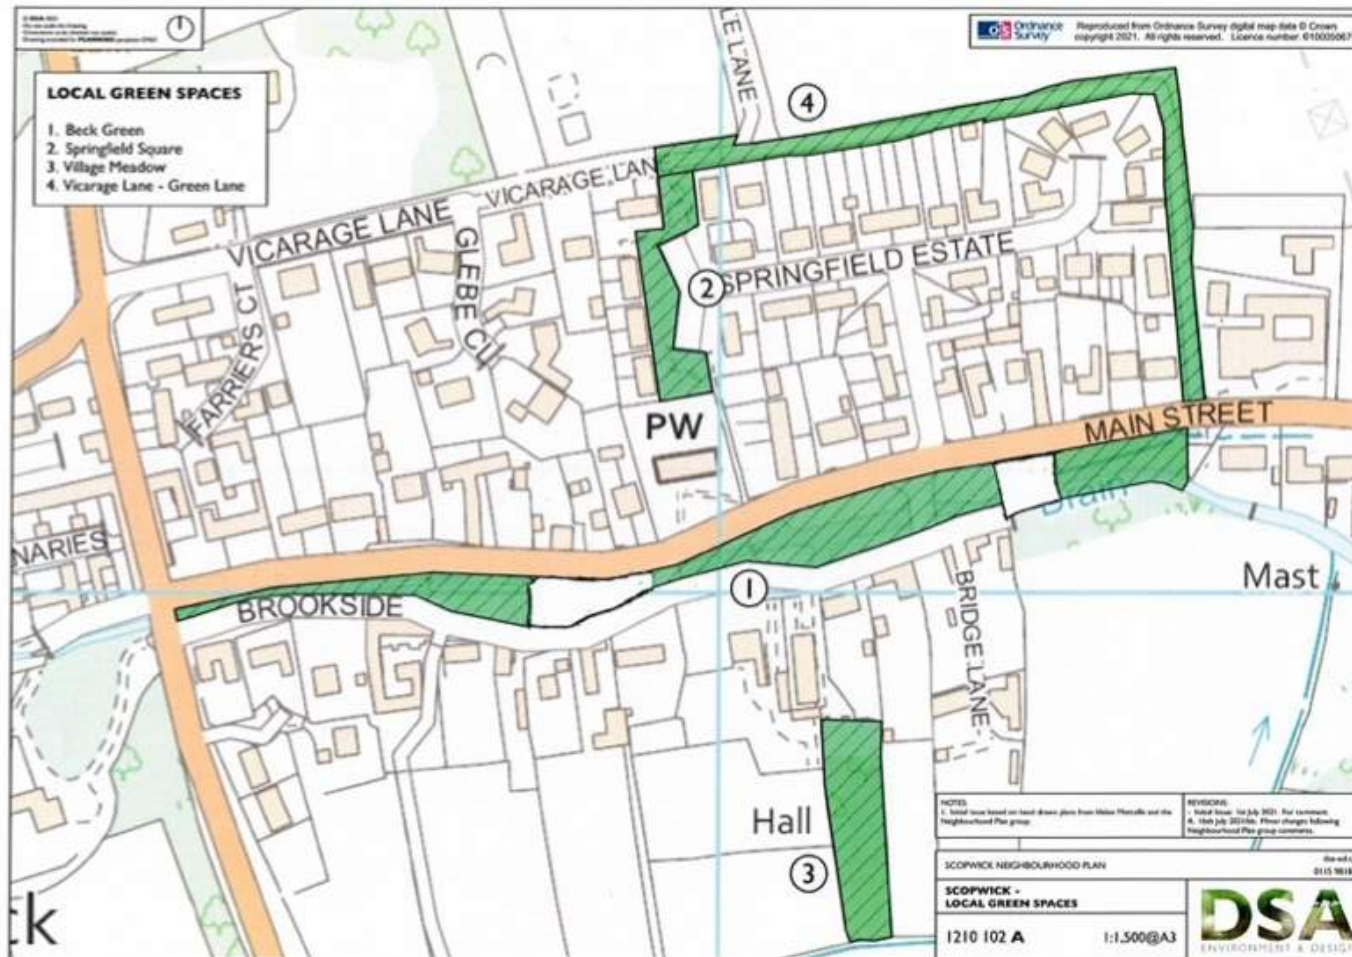 © DSA 2021
Ordnance
Survey
Reproduced from Ordnance Survey digital map data © Crown
copyright 2021. All rights reserved. Licence number
LOCAL GREEN SPACES
1. Beck Green
2. Springfield Square
3. Village Meadow
4. Vicarage Lane - Green Lane
LE LANE
4
VICARAGE LAN
VICARAGE LANE
GLEBE CL
FARRIERS CT
2
SPRINGFIELD ESTATE
PW
MAIN STREET
Drain
NARIES
BROOKSIDE
1
BRIDGE LANE
Mast
Hall
3
ck
NOTES:
REVISIONS:
SCOPWICK NEIGHBOURHOOD PLAN
SCOPWICK -
LOCAL GREEN SPACES
1210 102 A
1:1,500@A3
DSA
ENVIRONMENT & DESIGN